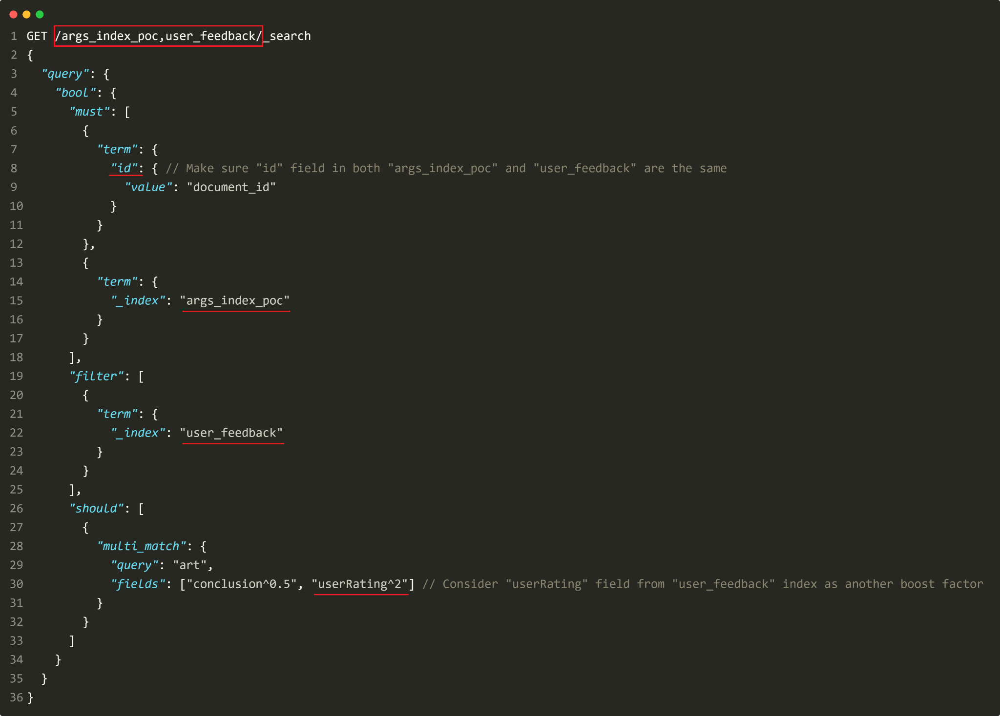 1 GET /args_index_poc,user_feedback/_search
2 {
3   "query": {
4     "bool": {
5       "must": [
6         {
7           "term": {
8             "id": { // Make sure "id" field in both "args_index_poc" and "user_feedback" are the same
9               "value": "document_id"
10             }
11           }
12         },
13         {
14           "term": {
15             "_index": "args_index_poc"
16           }
17         }
18       ],
19       "filter": [
20         {
21           "term": {
22             "_index": "user_feedback"
23           }
24         }
25       ],
26       "should": [
27         {
28           "multi_match": {
29             "query": "art",
30             "fields": ["conclusion^0.5", "userRating^2"] // Consider "userRating" field from "user_feedback" index as another boost factor
31           }
32         }
33       ]
34     }
35   }
36 }